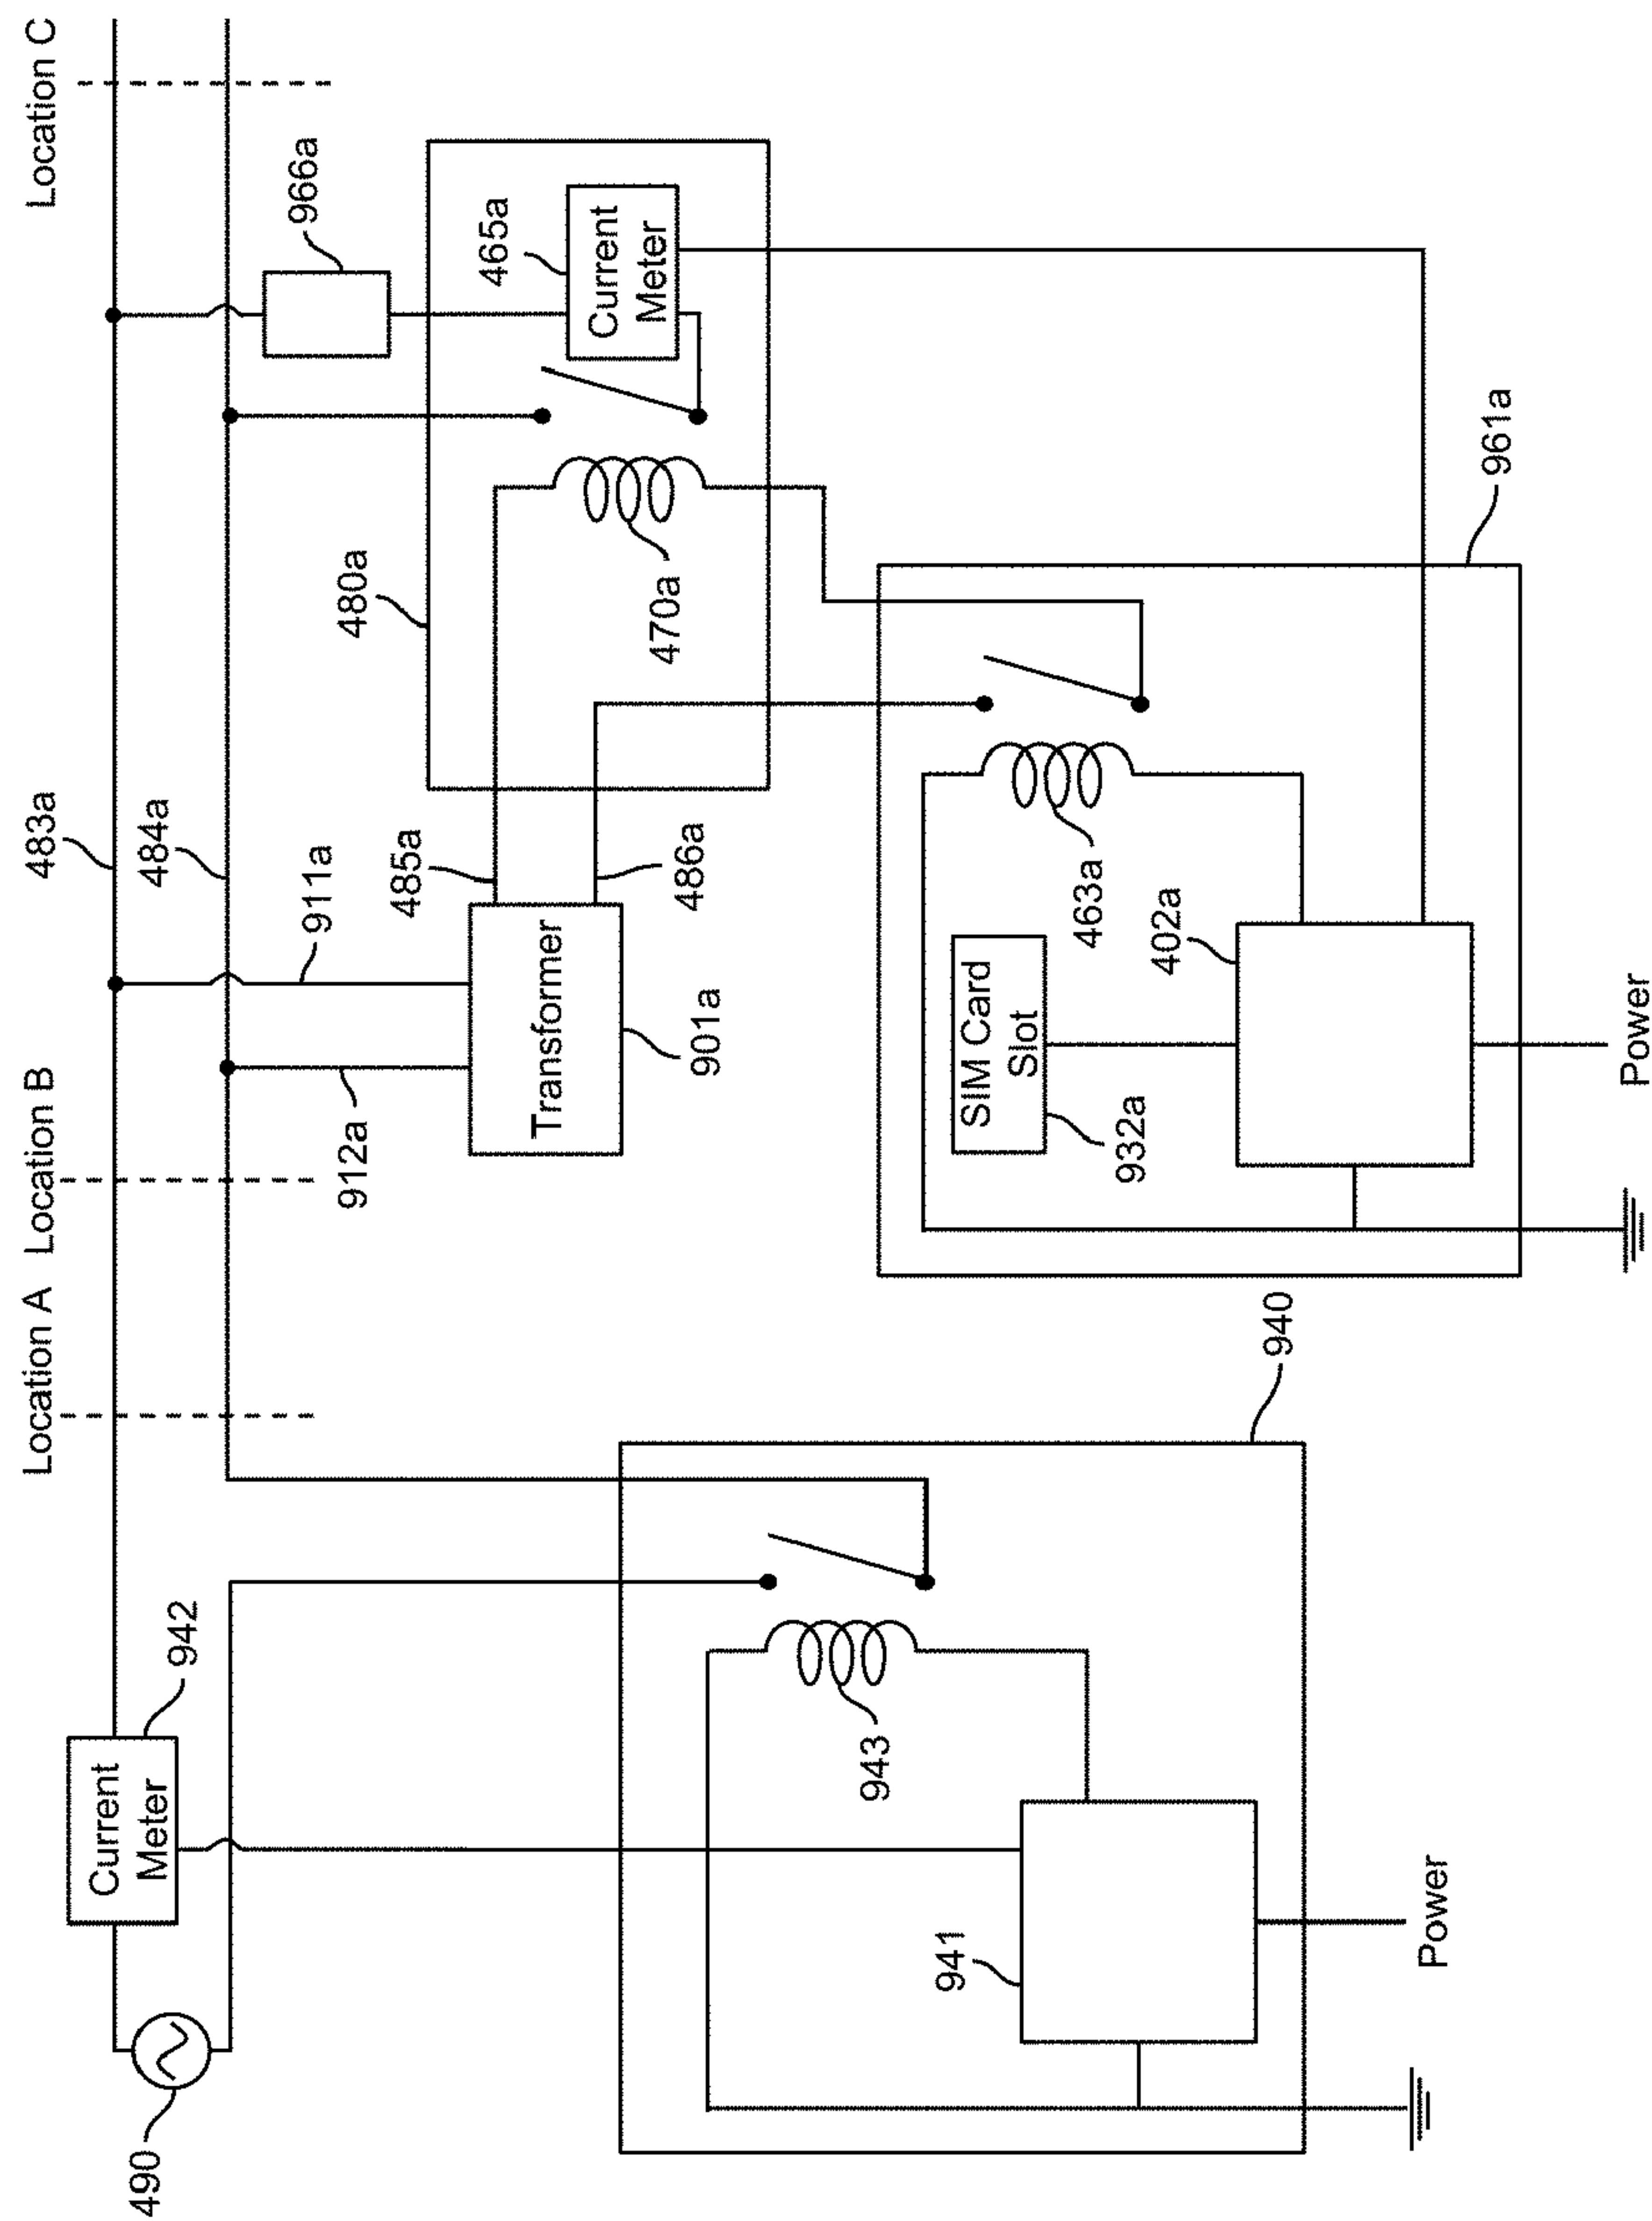 Location A
Location B
Location C
483a
484a
911a
912a
966a
942
Current
Meter
490
485a
486a
Transformer
901a
480a
470a
465a
Current
Meter
961a
463a
402a
SIM Card
Slot
932a
Power
940
943
941
Power